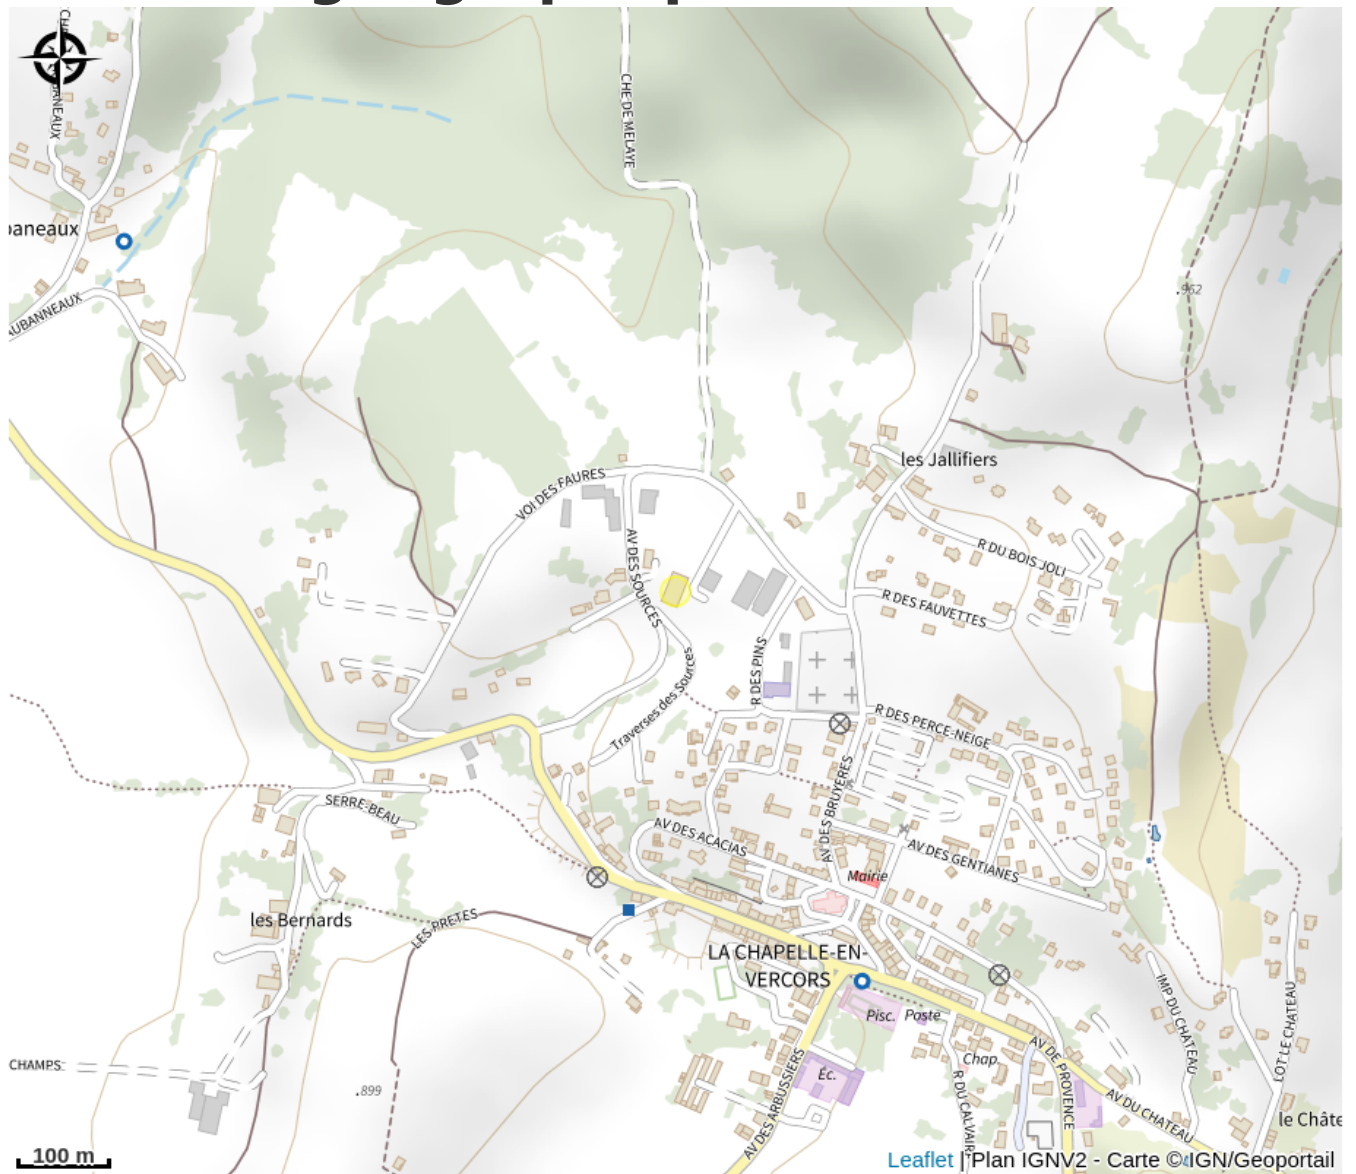 CHE DE MELAYE
.962
AUBANNEAUX
les Jallifiers
VOI DES FAURES
AV DES SOURCES
R DU BOIS JOLI
R DES FAUVETTES
R DES PINS
Traverses des Sources
R DES PERCE-NEIGE
SERRE-BEAU
AV DES BRUYERES
AV DES ACACIAS
AV DES GENTIANES
Mairie
les Bernards
LES PRETES
LA CHAPELLE-EN-
VERCORS
IMP DU CHATEAU
LOT LE CHATEAU
Pisc.
Poste
Chap.
CHAMPS
Éc.
AV DE PROVENCE
R DU CALVAIRE
.899
AV DES ARBUSSIERS
AV DU CHATEAU
le Châte
100 m
Leaflet | Plan IGNV2 - Carte © IGN/Geoportail